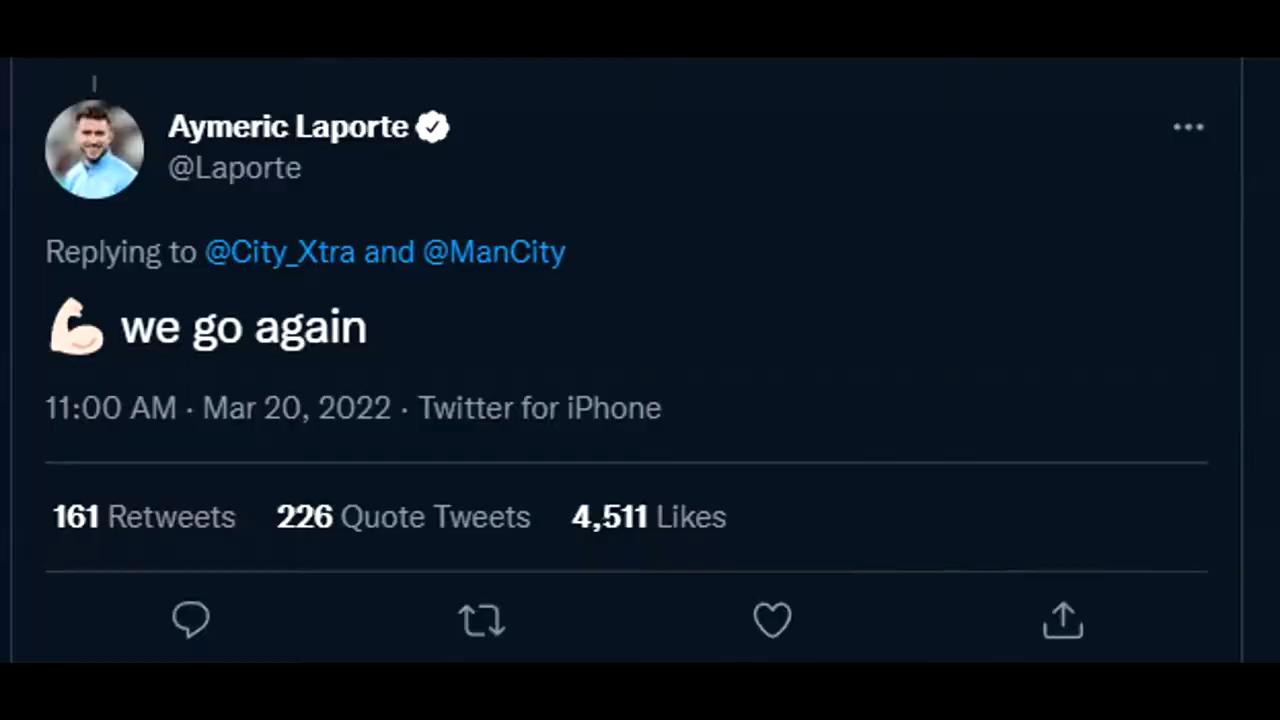 Aymeric Laporte
@Laporte
Replying to @City_Xtra and @ManCity
💪🏻 we go again
11:00 AM · Mar 20, 2022 · Twitter for iPhone
161 Retweets 226 Quote Tweets 4,511 Likes